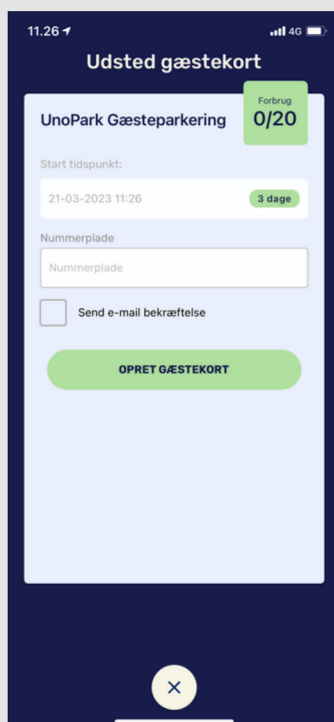 11.26
4G
Udsted gæstekort
UnoPark Gæsteparkering
Forbrug
0/20
Start tidspunkt:
21-03-2023 11:26
3 dage
Nummerplade
Nummerplade
Send e-mail bekræftelse
OPRET GÆSTEKORT